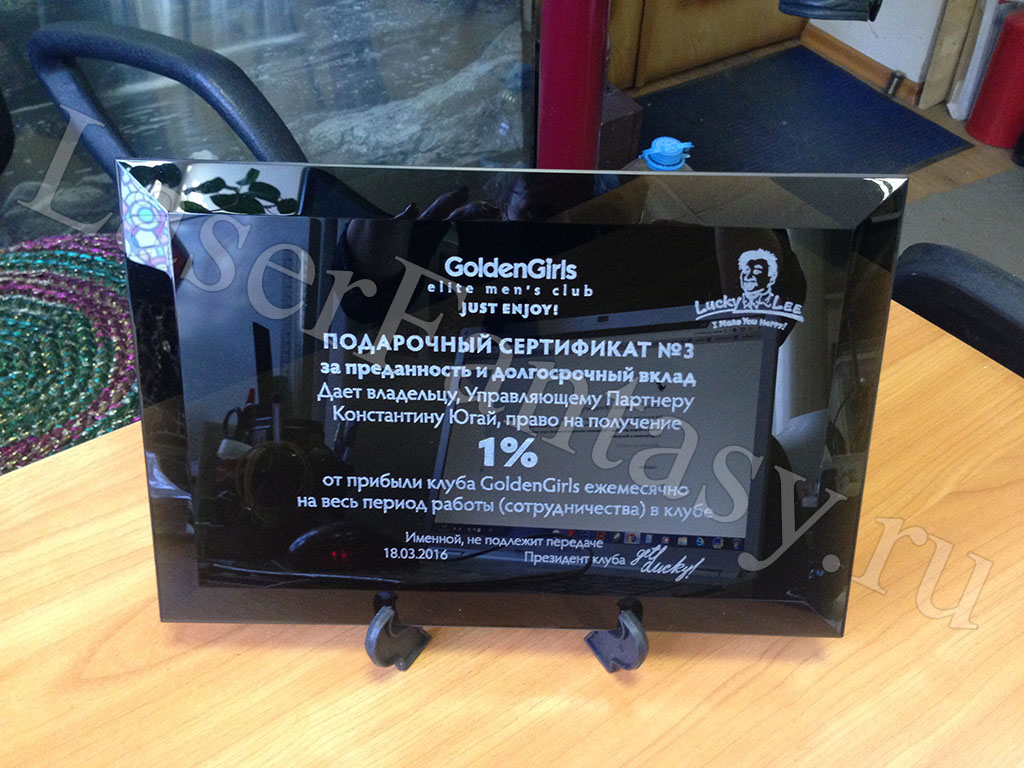 GoldenGirls
elite men's club
JUST ENJOY!
Lucky LEE
I Make You Happy!
ПОДАРОЧНЫЙ СЕРТИФИКАТ №3
за преданность и долгосрочный вклад
Дает владельцу, Управляющему Партнеру
Константину Югай, право на получение
1%
от прибыли клуба GoldenGirls ежемесячно
на весь период работы (сотрудничества) в клубе
Именной, не подлежит передаче
18.03.2016
Президент клуба get Lucky!
LaserFantasy.ru